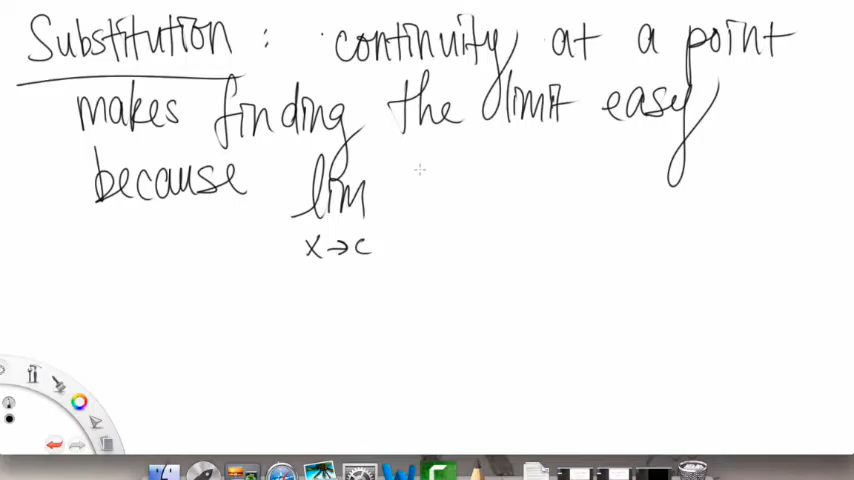 Substitution : continuity at a point
makes finding the limit easy
because lim
x→c